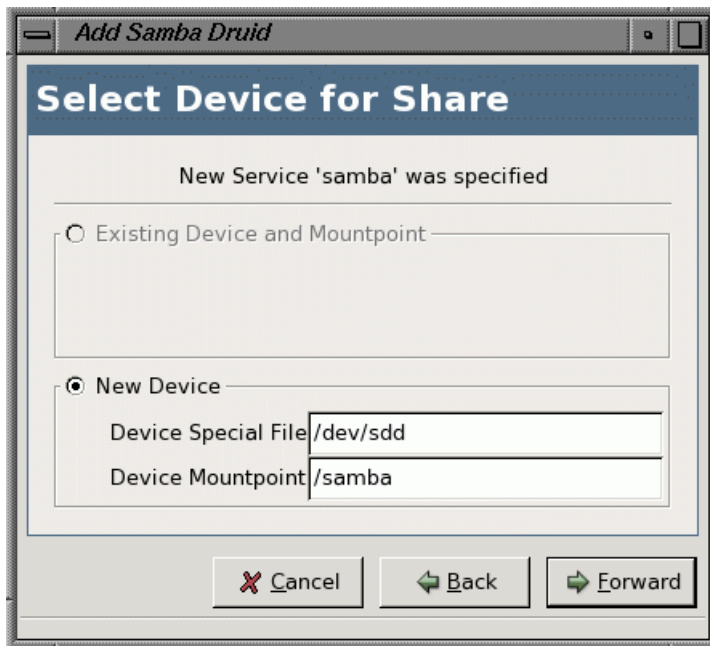 Add Samba Druid
Select Device for Share
New Service 'samba' was specified
Existing Device and Mountpoint
New Device
Device Special File /dev/sdd
Device Mountpoint /samba
Cancel Back Forward